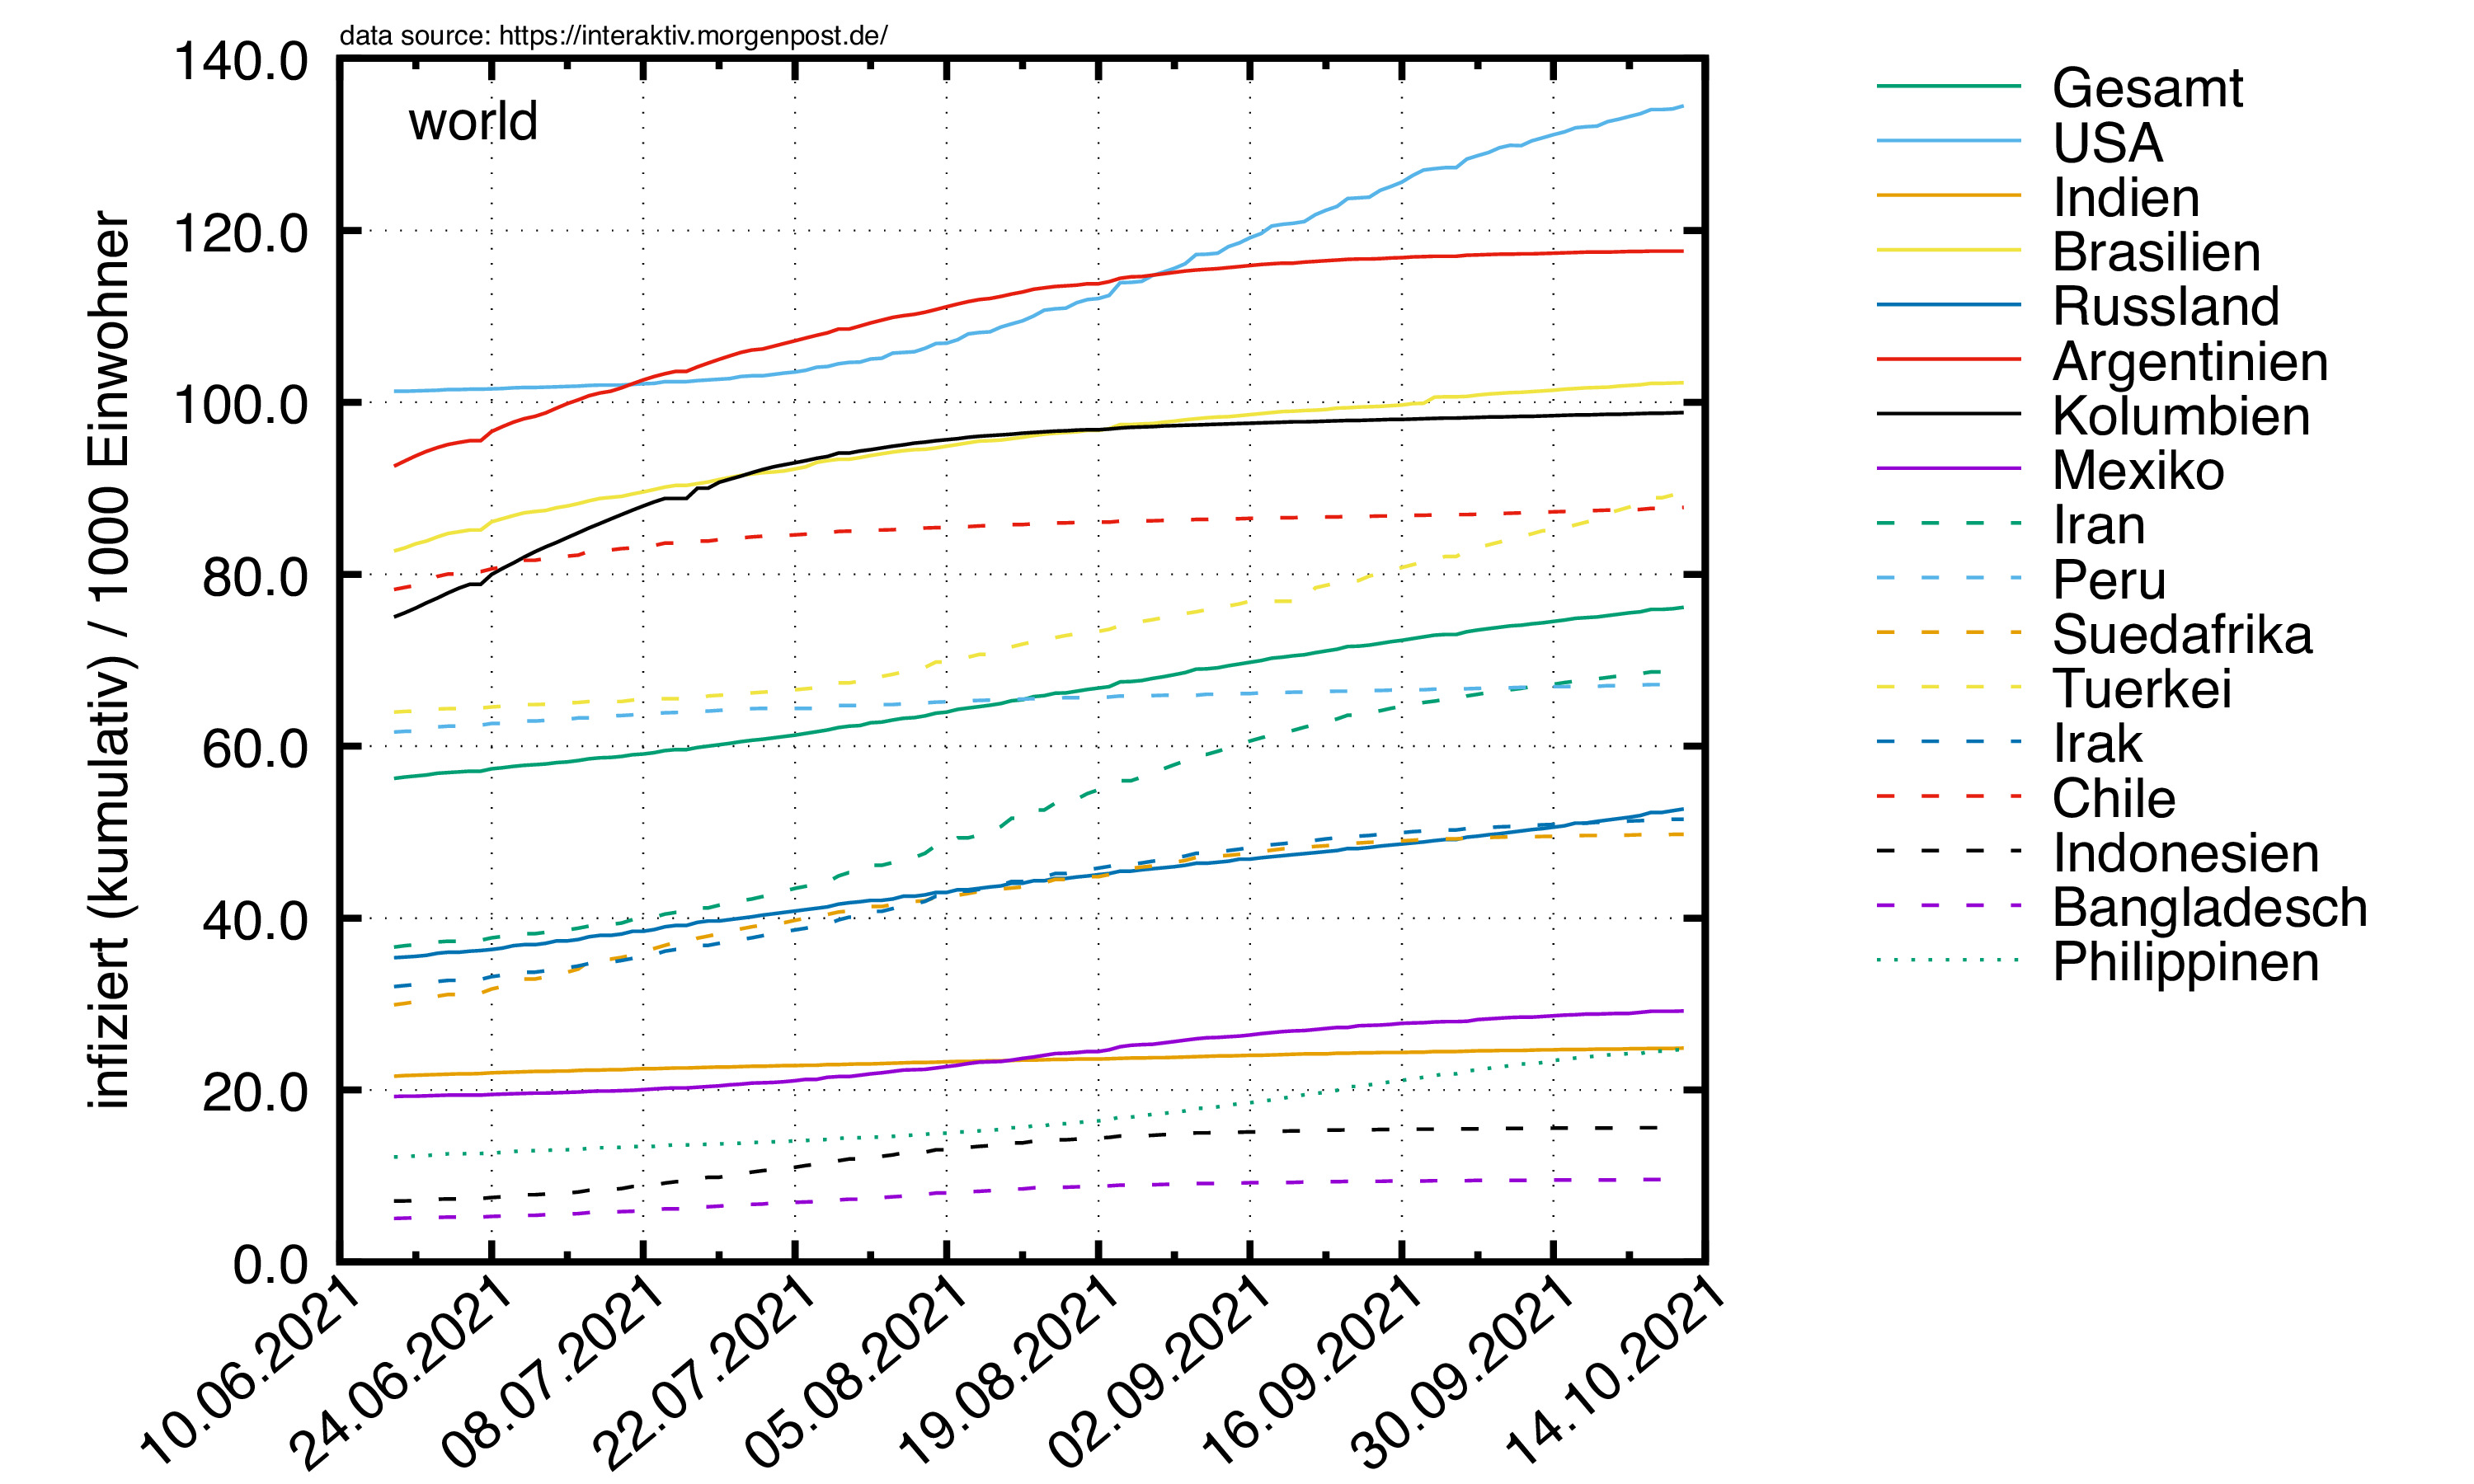 data source: https://interaktiv.morgenpost.de/
world
infiziert (kumulativ) / 1000 Einwohner
140.0
120.0
100.0
80.0
60.0
40.0
20.0
0.0
10.06.2021
24.06.2021
08.07.2021
22.07.2021
05.08.2021
19.08.2021
02.09.2021
16.09.2021
30.09.2021
14.10.2021
Gesamt
USA
Indien
Brasilien
Russland
Argentinien
Kolumbien
Mexiko
Iran
Peru
Suedafrika
Tuerkei
Irak
Chile
Indonesien
Bangladesch
Philippinen